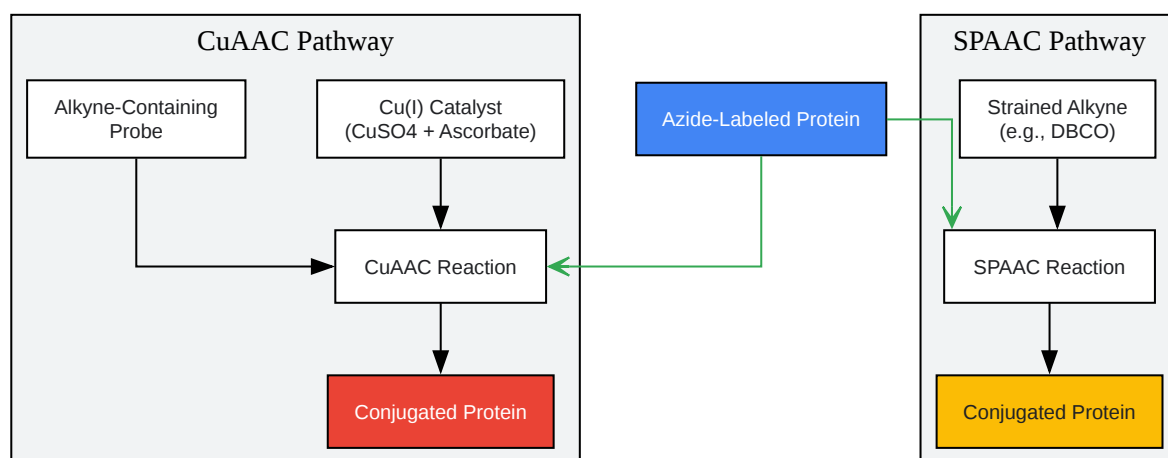 CuAAC Pathway
SPAAC Pathway
Alkyne-Containing
Probe
Cu(I) Catalyst
(CuSO4 + Ascorbate)
Azide-Labeled Protein
Strained Alkyne
(e.g., DBCO)
CuAAC Reaction
SPAAC Reaction
Conjugated Protein
Conjugated Protein